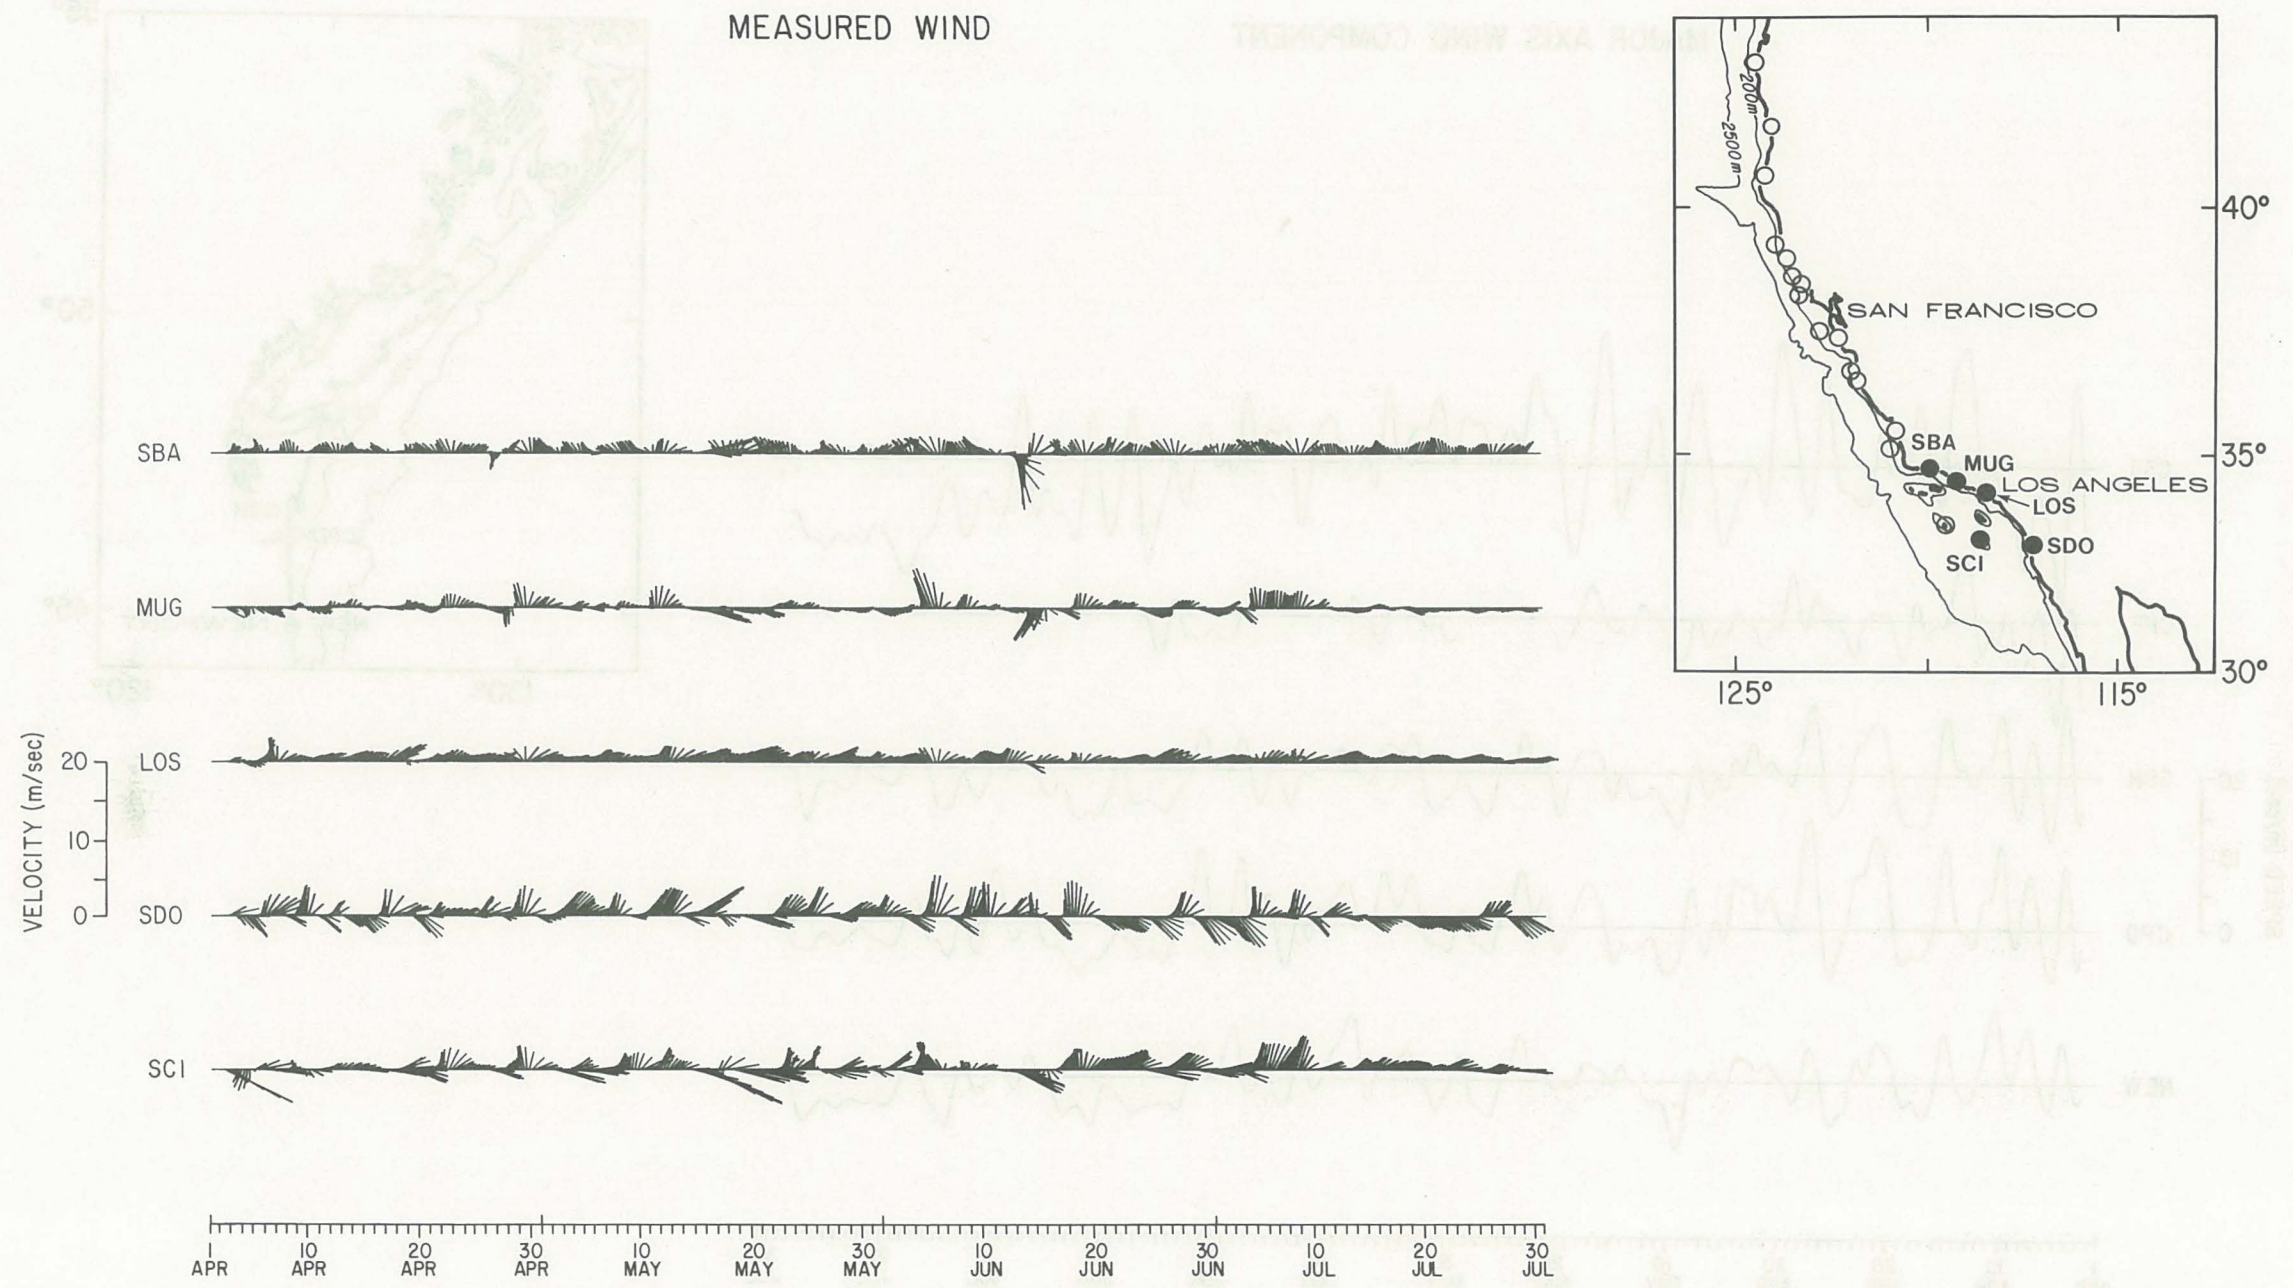 MEASURED WIND
200m
2500m
40°
SAN FRANCISCO
SBA
35°
MUG
LOS ANGELES
LOS
SDO
SCI
30°
125°
115°
SBA
MUG
VELOCITY (m/sec)
20
LOS
10
0
SDO
SCI
1 10 20 30 10 20 30 10 20 30 10 20 30
APR APR APR APR MAY MAY MAY JUN JUN JUN JUL JUL JUL